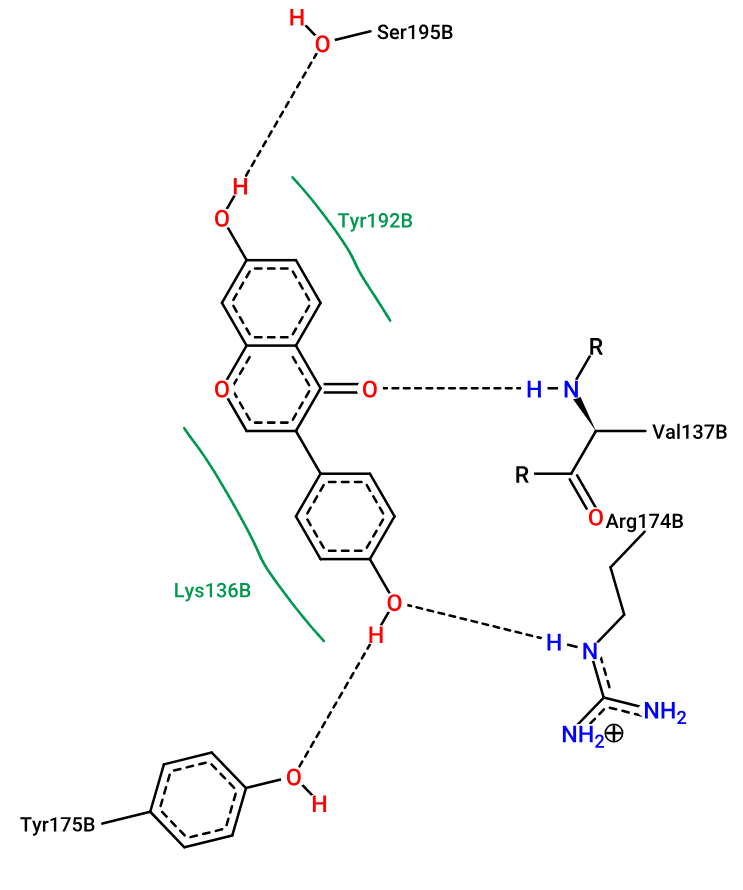 H
O
Ser195B
H
O
Tyr192B
R
O
O
H
N
Val137B
R
O
Arg174B
Lys136B
O
H
H
N
NH2
NH2⊕
O
H
Tyr175B